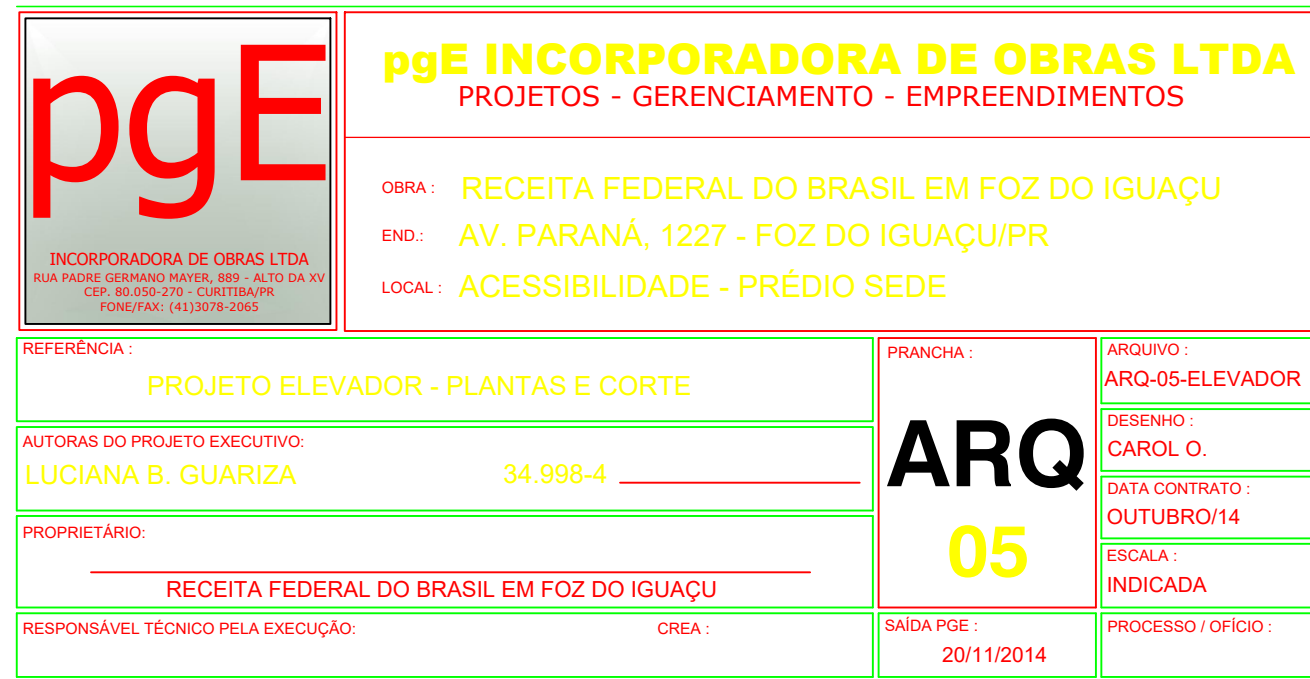 pgE
INCORPORADORA DE OBRAS LTDA
RUA PADRE GERMANO MAYER, 889 - ALTO DA XV
CEP. 80.050-270 - CURITIBA/PR
FONE/FAX: (41)3078-2065
pgE INCORPORADORA DE OBRAS LTDA
PROJETOS - GERENCIAMENTO - EMPREENDIMENTOS
OBRA : RECEITA FEDERAL DO BRASIL EM FOZ DO IGUAÇU
END.: AV. PARANÁ, 1227 - FOZ DO IGUAÇU/PR
LOCAL : ACESSIBILIDADE - PRÉDIO SEDE
REFERÊNCIA :
PROJETO ELEVADOR - PLANTAS E CORTE
AUTORAS DO PROJETO EXECUTIVO:
LUCIANA B. GUARIZA 34.998-4
PROPRIETÁRIO:
RECEITA FEDERAL DO BRASIL EM FOZ DO IGUAÇU
RESPONSÁVEL TÉCNICO PELA EXECUÇÃO: CREA :
PRANCHA :
ARQ
05
SAÍDA PGE :
20/11/2014
ARQUIVO :
ARQ-05-ELEVADOR
DESENHO :
CAROL O.
DATA CONTRATO :
OUTUBRO/14
ESCALA :
INDICADA
PROCESSO / OFÍCIO :